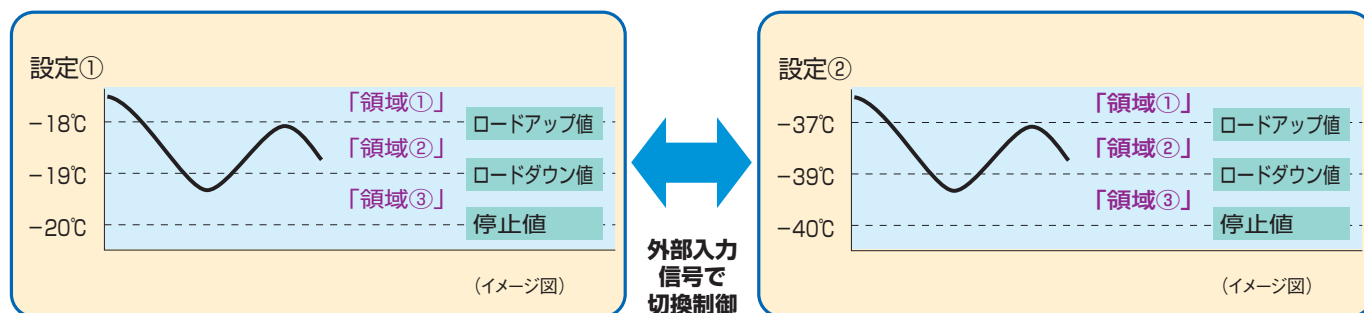 設定①
「領域①」
−18℃
ロードアップ値
「領域②」
−19℃
ロードダウン値
「領域③」
−20℃
停止値
(イメージ図)
外部入力
信号で
切換制御
設定②
「領域①」
−37℃
ロードアップ値
「領域②」
−39℃
ロードダウン値
「領域③」
−40℃
停止値
(イメージ図)